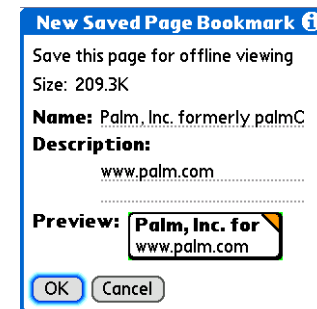 New Saved Page Bookmark i
Save this page for offline viewing
Size: 209.3K
Name: Palm, Inc. formerly palmO
Description:
www.palm.com
Preview: Palm, Inc. for
www.palm.com
OK Cancel